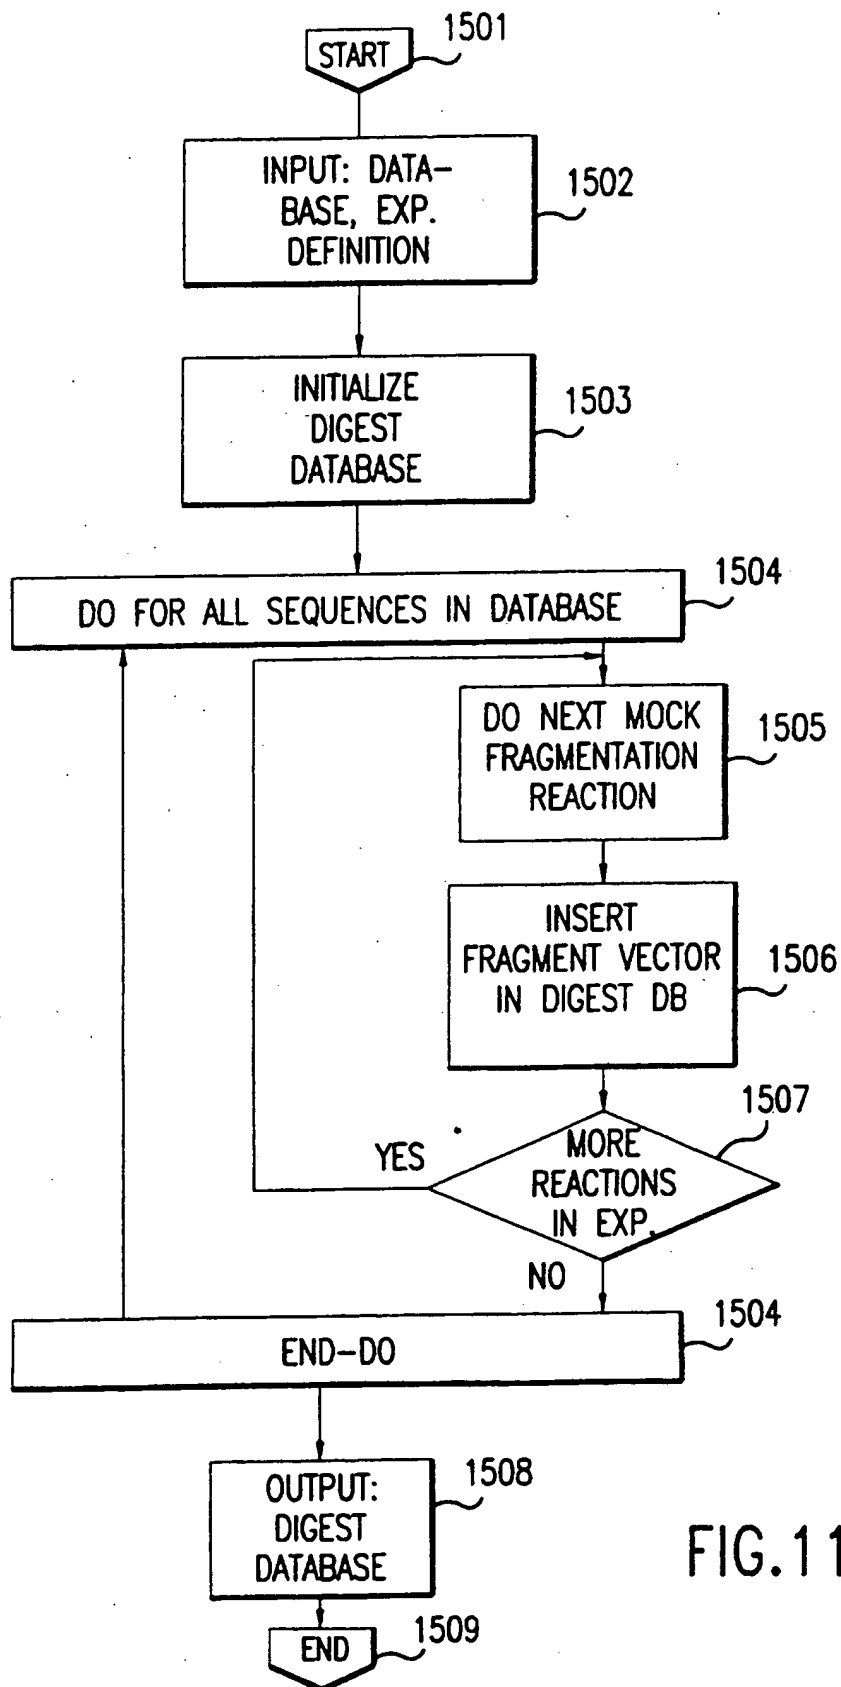 START
1501
INPUT: DATA-
BASE, EXP.
DEFINITION
1502
INITIALIZE
DIGEST
DATABASE
1503
DO FOR ALL SEQUENCES IN DATABASE
1504
DO NEXT MOCK
FRAGMENTATION
REACTION
1505
INSERT
FRAGMENT VECTOR
IN DIGEST DB
1506
MORE
REACTIONS
IN EXP.
1507
YES
NO
END-DO
1504
OUTPUT:
DIGEST
DATABASE
1508
END
1509
FIG.11